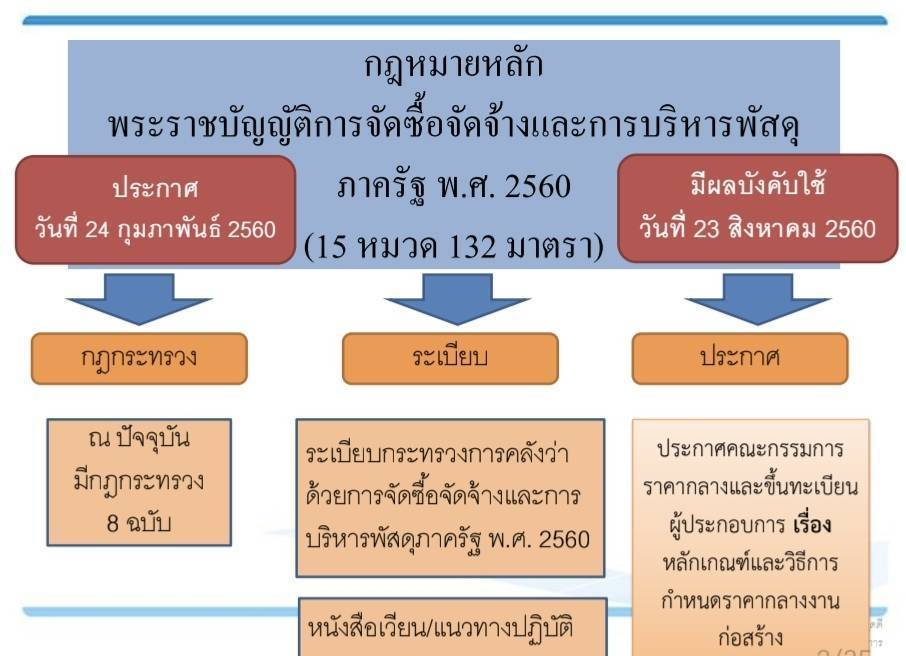 กฎหมายหลัก
พระราชบัญญัติการจัดซื้อจัดจ้างและการบริหารพัสดุ
ภาครัฐ พ.ศ. 2560
(15 หมวด 132 มาตรา)
ประกาศ
วันที่ 24 กุมภาพันธ์ 2560
มีผลบังคับใช้
วันที่ 23 สิงหาคม 2560
กฎกระทรวง
ณ ปัจจุบัน
มีกฎกระทรวง
8 ฉบับ
ระเบียบ
ระเบียบกระทรวงการคลังว่า
ด้วยการจัดซื้อจัดจ้างและการ
บริหารพัสดุภาครัฐ พ.ศ. 2560
หนังสือเวียน/แนวทางปฏิบัติ
ประกาศ
ประกาศคณะกรรมการ
ราคากลางและขึ้นทะเบียน
ผู้ประกอบการ เรื่อง
หลักเกณฑ์และวิธีการ
กำหนดราคากลางงาน
ก่อสร้าง